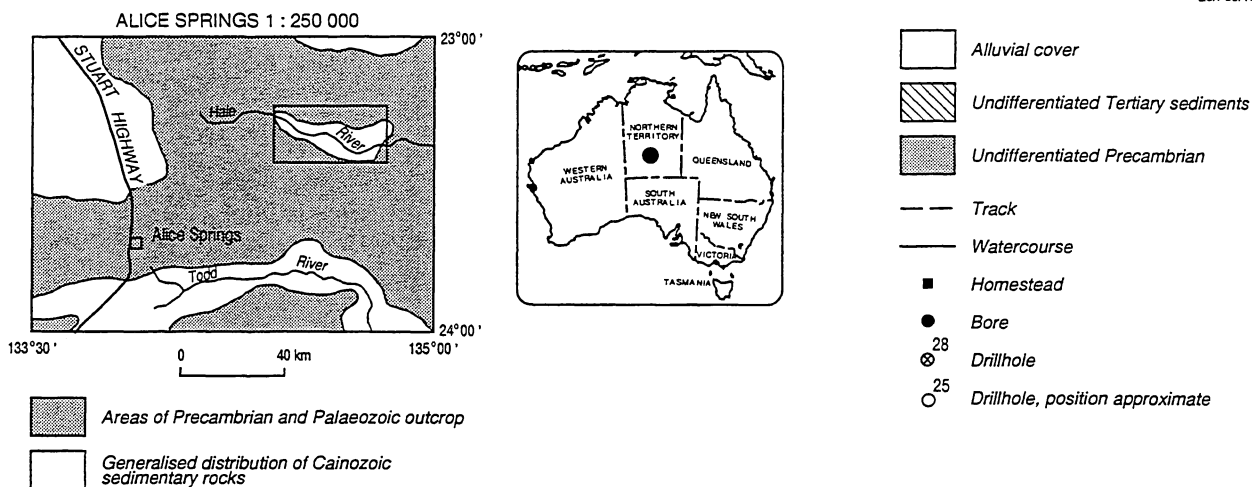 ALICE SPRINGS 1 : 250 000
23°00'
STUART HIGHWAY
Hale
River
Alice Springs
Todd
River
24°00'
133°30'
135°00'
0
40 km
Areas of Precambrian and Palaeozoic outcrop
Generalised distribution of Cainozoic
sedimentary rocks
NORTHERN
TERRITORY
WESTERN
AUSTRALIA
QUEENSLAND
SOUTH
AUSTRALIA
NEW SOUTH
WALES
VICTORIA
TASMANIA
Alluvial cover
Undifferentiated Tertiary sediments
Undifferentiated Precambrian
Track
Watercourse
Homestead
Bore
28
Drillhole
25
Drillhole, position approximate